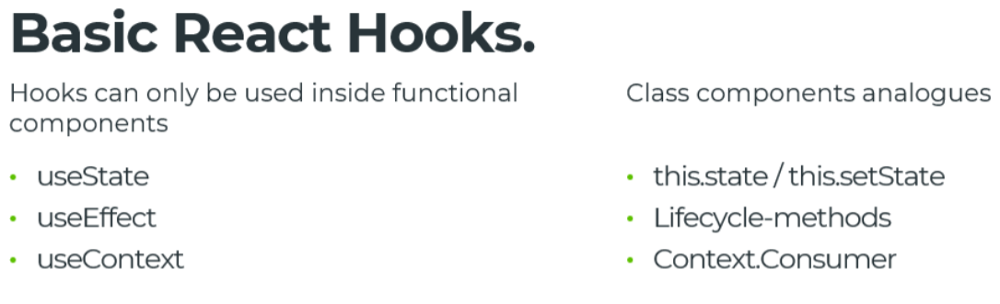 Basic React Hooks.
Hooks can only be used inside functional
components
• useState
• useEffect
• useContext
Class components analogues
• this.state / this.setState
• Lifecycle-methods
• Context.Consumer